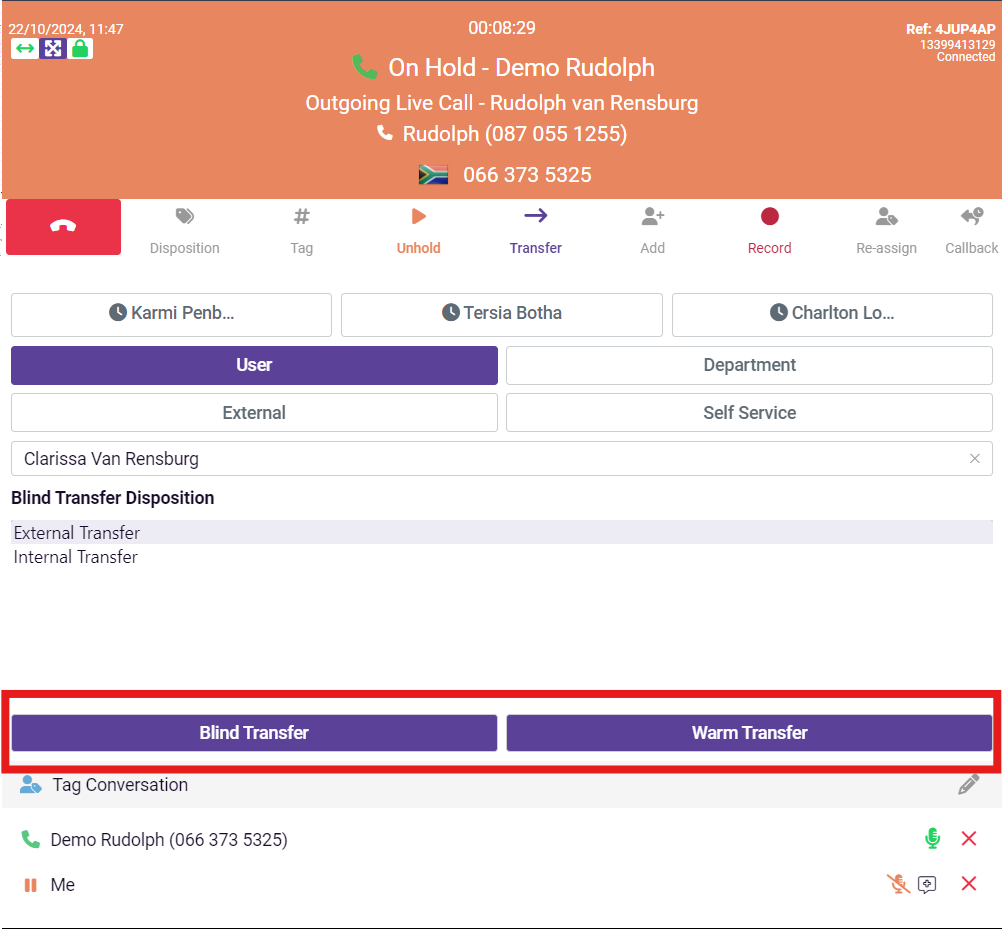 22/10/2024, 11:47
00:08:29
Ref: 4JUP4AP
13399413129
Connected
On Hold - Demo Rudolph
Outgoing Live Call - Rudolph van Rensburg
Rudolph (087 055 1255)
066 373 5325
Disposition
Tag
Unhold
Transfer
Add
Record
Re-assign
Callback
Karmi Penb...
Tersia Botha
Charlton Lo...
User
Department
External
Self Service
Clarissa Van Rensburg
Blind Transfer Disposition
External Transfer
Internal Transfer
Blind Transfer
Warm Transfer
Tag Conversation
Demo Rudolph (066 373 5325)
Me